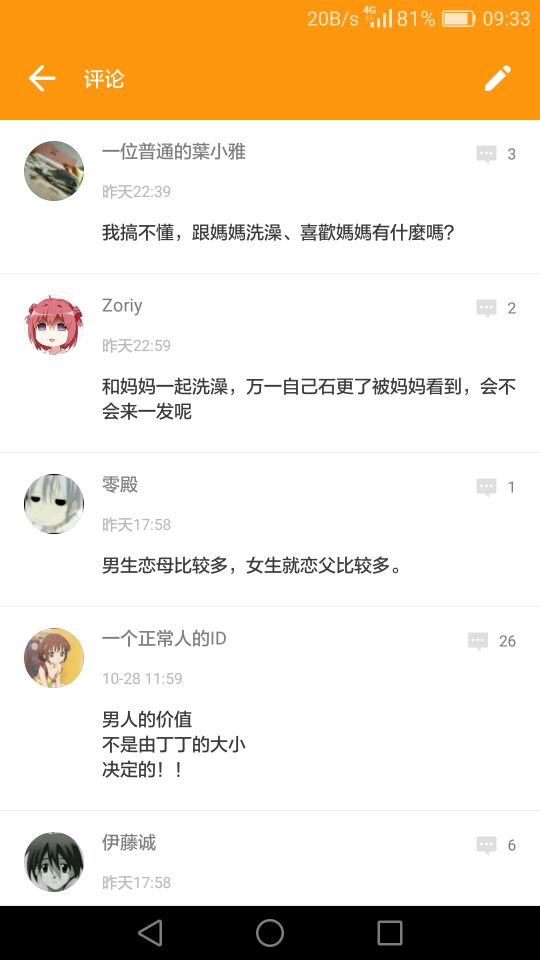 20B/s 4G 4G 81% 09:33
评论
一位普通的葉小雅 3
昨天22:39
我搞不懂，跟媽媽洗澡、喜歡媽媽有什麼嗎？
Zoriy 2
昨天22:59
和妈妈一起洗澡，万一自己石更了被妈妈看到，会不
会来一发呢
零殿 1
昨天17:58
男生恋母比较多，女生就恋父比较多。
一个正常人的ID 26
10-28 11:59
男人的价值
不是由丁丁的大小
决定的！！
伊藤诚 6
昨天17:58